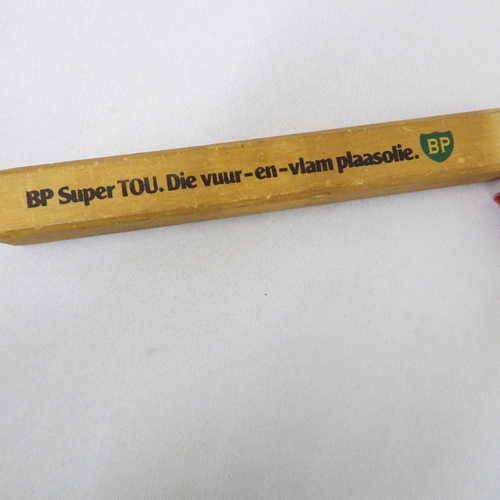 BP Super TOU. Die vuur-en-vlam plaasolie. BP